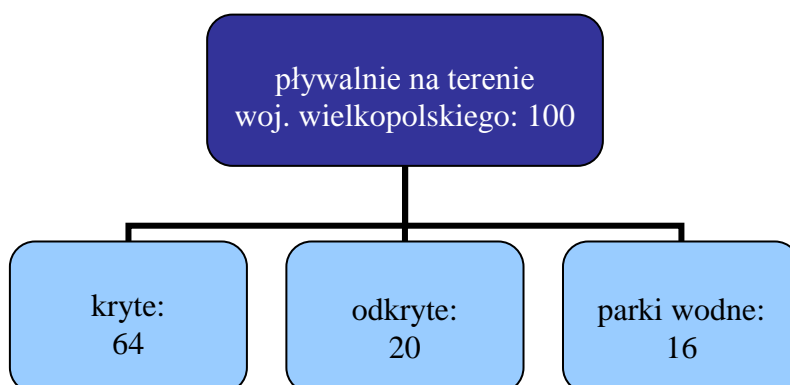 pływalnie na terenie
woj. wielkopolskiego: 100
kryte:
64
odkryte:
20
parki wodne:
16